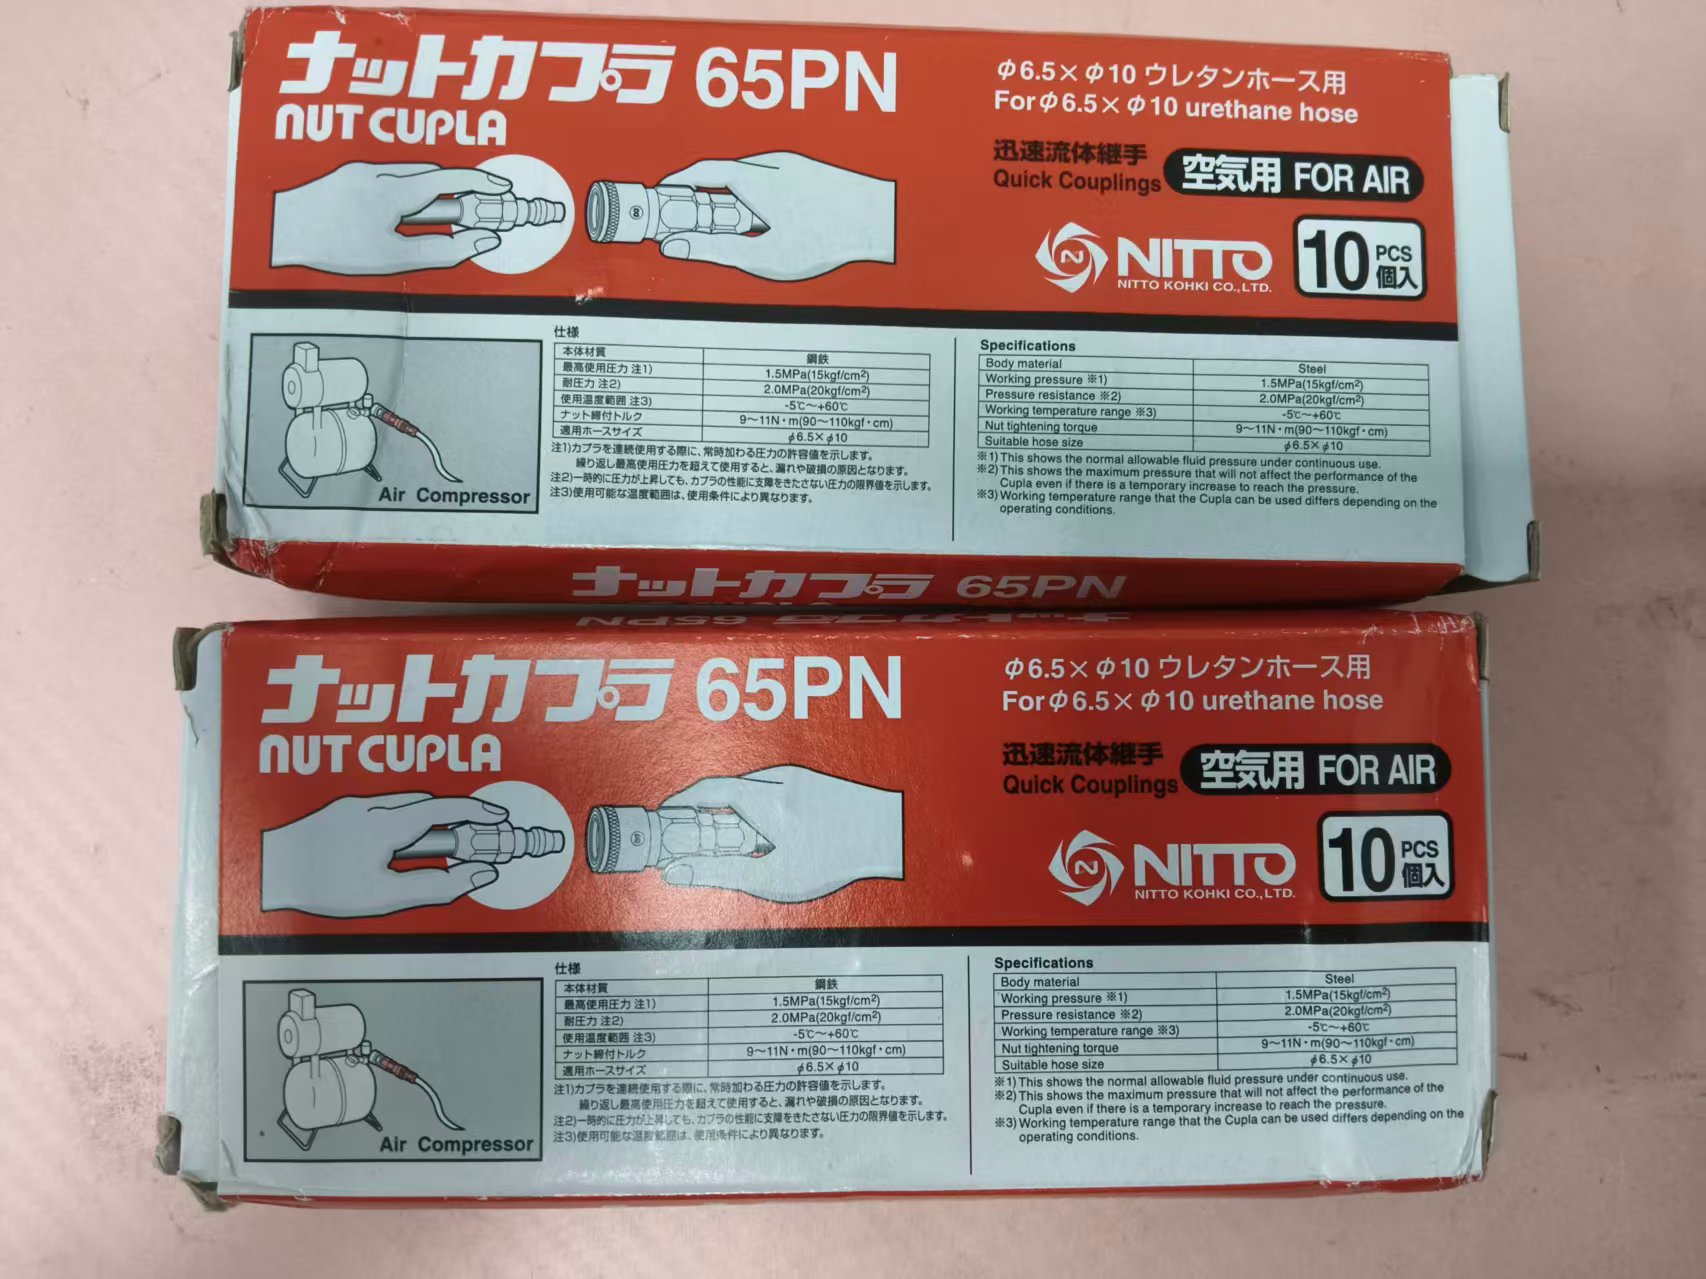 ナットカプラ 65PN
NUT CUPLA
φ6.5×φ10 ウレタンホース用
Forφ6.5×φ10 urethane hose
迅速流体継手
Quick Couplings
空気用 FOR AIR
NITTO
NITTO KOHKI CO.,LTD.
10 PCS 個入
Air Compressor
仕様
本体材質 鋼鉄
最高使用圧力 注1) 1.5MPa(15kgf/cm²)
耐圧力 注2) 2.0MPa(20kgf/cm²)
使用温度範囲 注3) -5℃〜+60℃
ナット締付トルク 9〜11N・m(90〜110kgf・cm)
適用ホースサイズ φ6.5×φ10
注1)カプラを連続使用する際に、常時加わる圧力の許容値を示します。
繰り返し最高使用圧力を超えて使用すると、漏れや破損の原因となります。
注2)一時的に圧力が上昇しても、カプラの性能に支障をきたさない圧力の限界値を示します。
注3)使用可能な温度範囲は、使用条件により異なります。
Specifications
Body material Steel
Working pressure ※1) 1.5MPa(15kgf/cm²)
Pressure resistance ※2) 2.0MPa(20kgf/cm²)
Working temperature range ※3) -5℃〜+60℃
Nut tightening torque 9〜11N・m(90〜110kgf・cm)
Suitable hose size φ6.5×φ10
※1)This shows the normal allowable fluid pressure under continuous use.
※2)This shows the maximum pressure that will not affect the performance of the
Cupla even if there is a temporary increase to reach the pressure.
※3)Working temperature range that the Cupla can be used differs depending on the
operating conditions.
ナットカプラ 65PN
ナットカプラ 65PN
ナットカプラ 65PN
NUT CUPLA
φ6.5×φ10 ウレタンホース用
Forφ6.5×φ10 urethane hose
迅速流体継手
Quick Couplings
空気用 FOR AIR
NITTO
NITTO KOHKI CO.,LTD.
10 PCS 個入
Air Compressor
仕様
本体材質 鋼鉄
最高使用圧力 注1) 1.5MPa(15kgf/cm²)
耐圧力 注2) 2.0MPa(20kgf/cm²)
使用温度範囲 注3) -5℃〜+60℃
ナット締付トルク 9〜11N・m(90〜110kgf・cm)
適用ホースサイズ φ6.5×φ10
注1)カプラを連続使用する際に、常時加わる圧力の許容値を示します。
繰り返し最高使用圧力を超えて使用すると、漏れや破損の原因となります。
注2)一時的に圧力が上昇しても、カプラの性能に支障をきたさない圧力の限界値を示します。
注3)使用可能な温度範囲は、使用条件により異なります。
Specifications
Body material Steel
Working pressure ※1) 1.5MPa(15kgf/cm²)
Pressure resistance ※2) 2.0MPa(20kgf/cm²)
Working temperature range ※3) -5℃〜+60℃
Nut tightening torque 9〜11N・m(90〜110kgf・cm)
Suitable hose size φ6.5×φ10
※1)This shows the normal allowable fluid pressure under continuous use.
※2)This shows the maximum pressure that will not affect the performance of the
Cupla even if there is a temporary increase to reach the pressure.
※3)Working temperature range that the Cupla can be used differs depending on the
operating conditions.